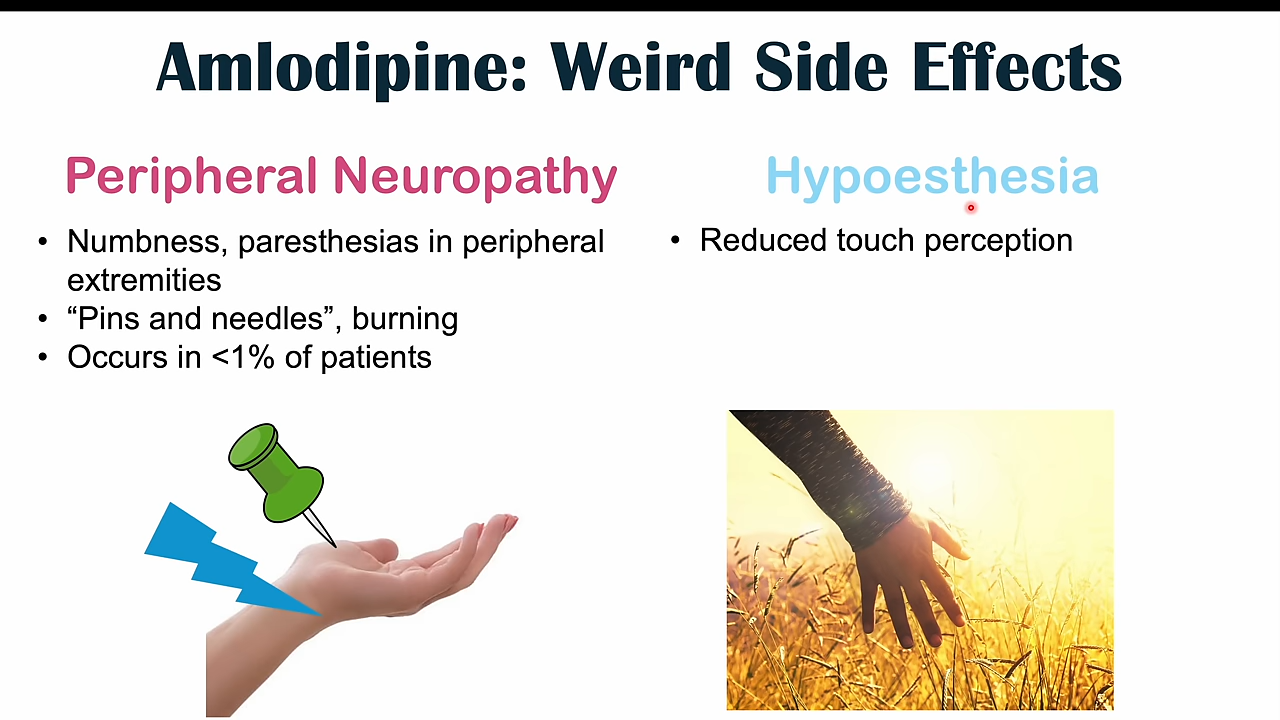 Amlodipine: Weird Side Effects
Peripheral Neuropathy
• Numbness, paresthesias in peripheral
extremities
• “Pins and needles”, burning
• Occurs in <1% of patients
Hypoesthesia
• Reduced touch perception